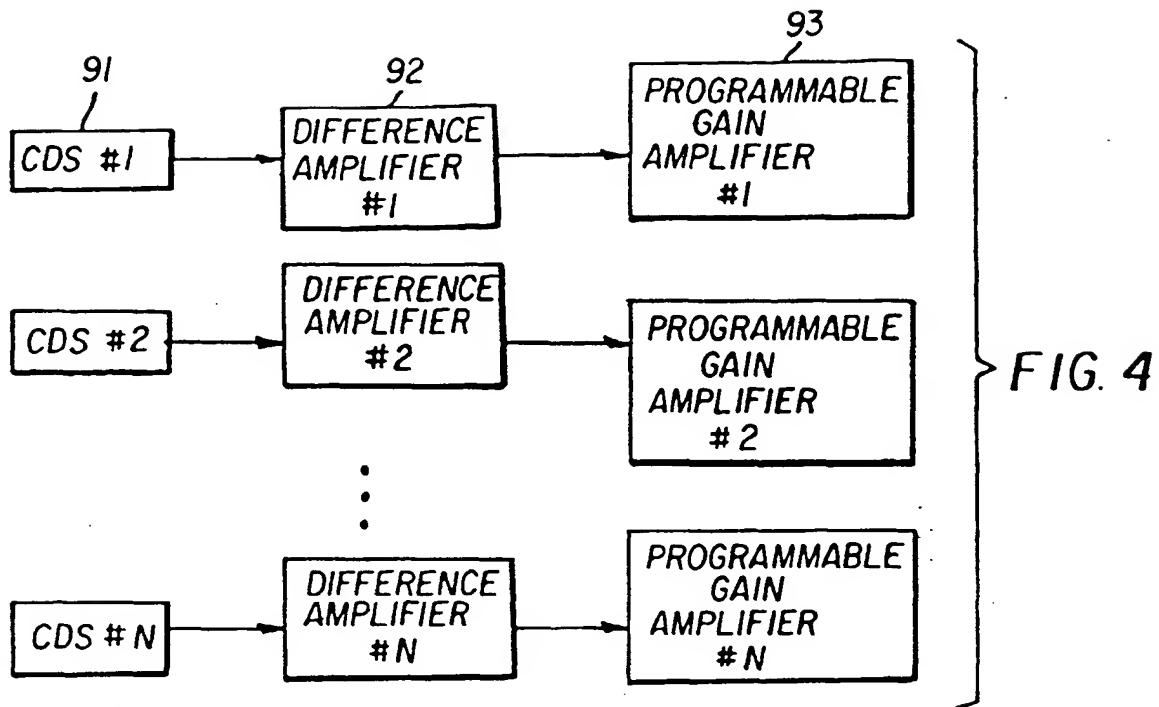 91
92
93
CDS #1
DIFFERENCE
AMPLIFIER
#1
PROGRAMMABLE
GAIN
AMPLIFIER
#1
CDS #2
DIFFERENCE
AMPLIFIER
#2
PROGRAMMABLE
GAIN
AMPLIFIER
#2
FIG. 4
CDS #N
DIFFERENCE
AMPLIFIER
#N
PROGRAMMABLE
GAIN
AMPLIFIER
#N